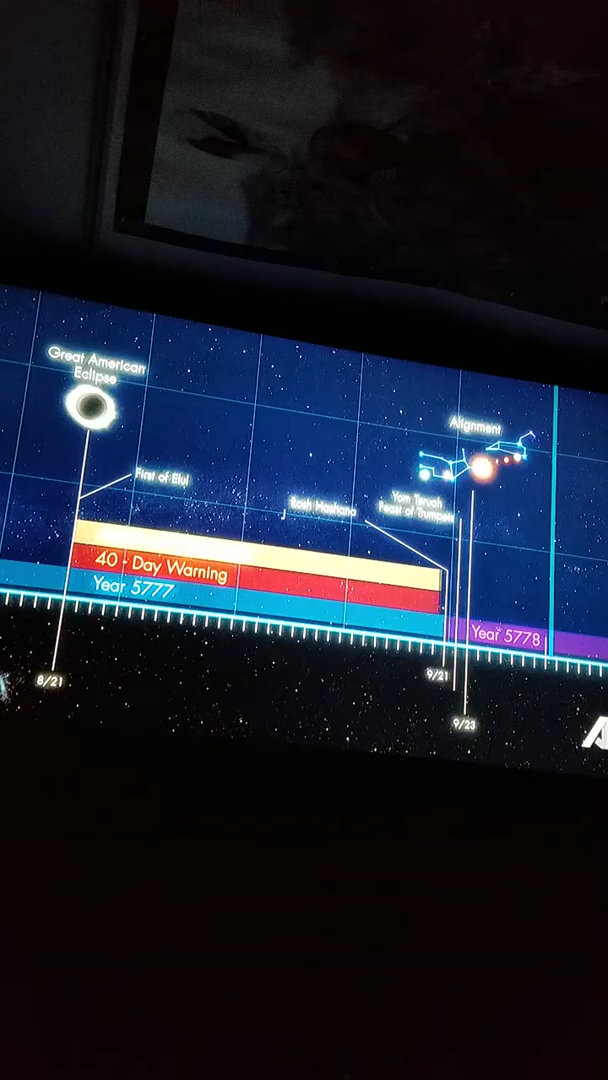 Great American
Eclipse
First of Elul
Rosh Hashana
Yom Teruah
Feast of Trumpets
Alignment
40 - Day Warning
Year 5777
Year 5778
8/21
9/21
9/23